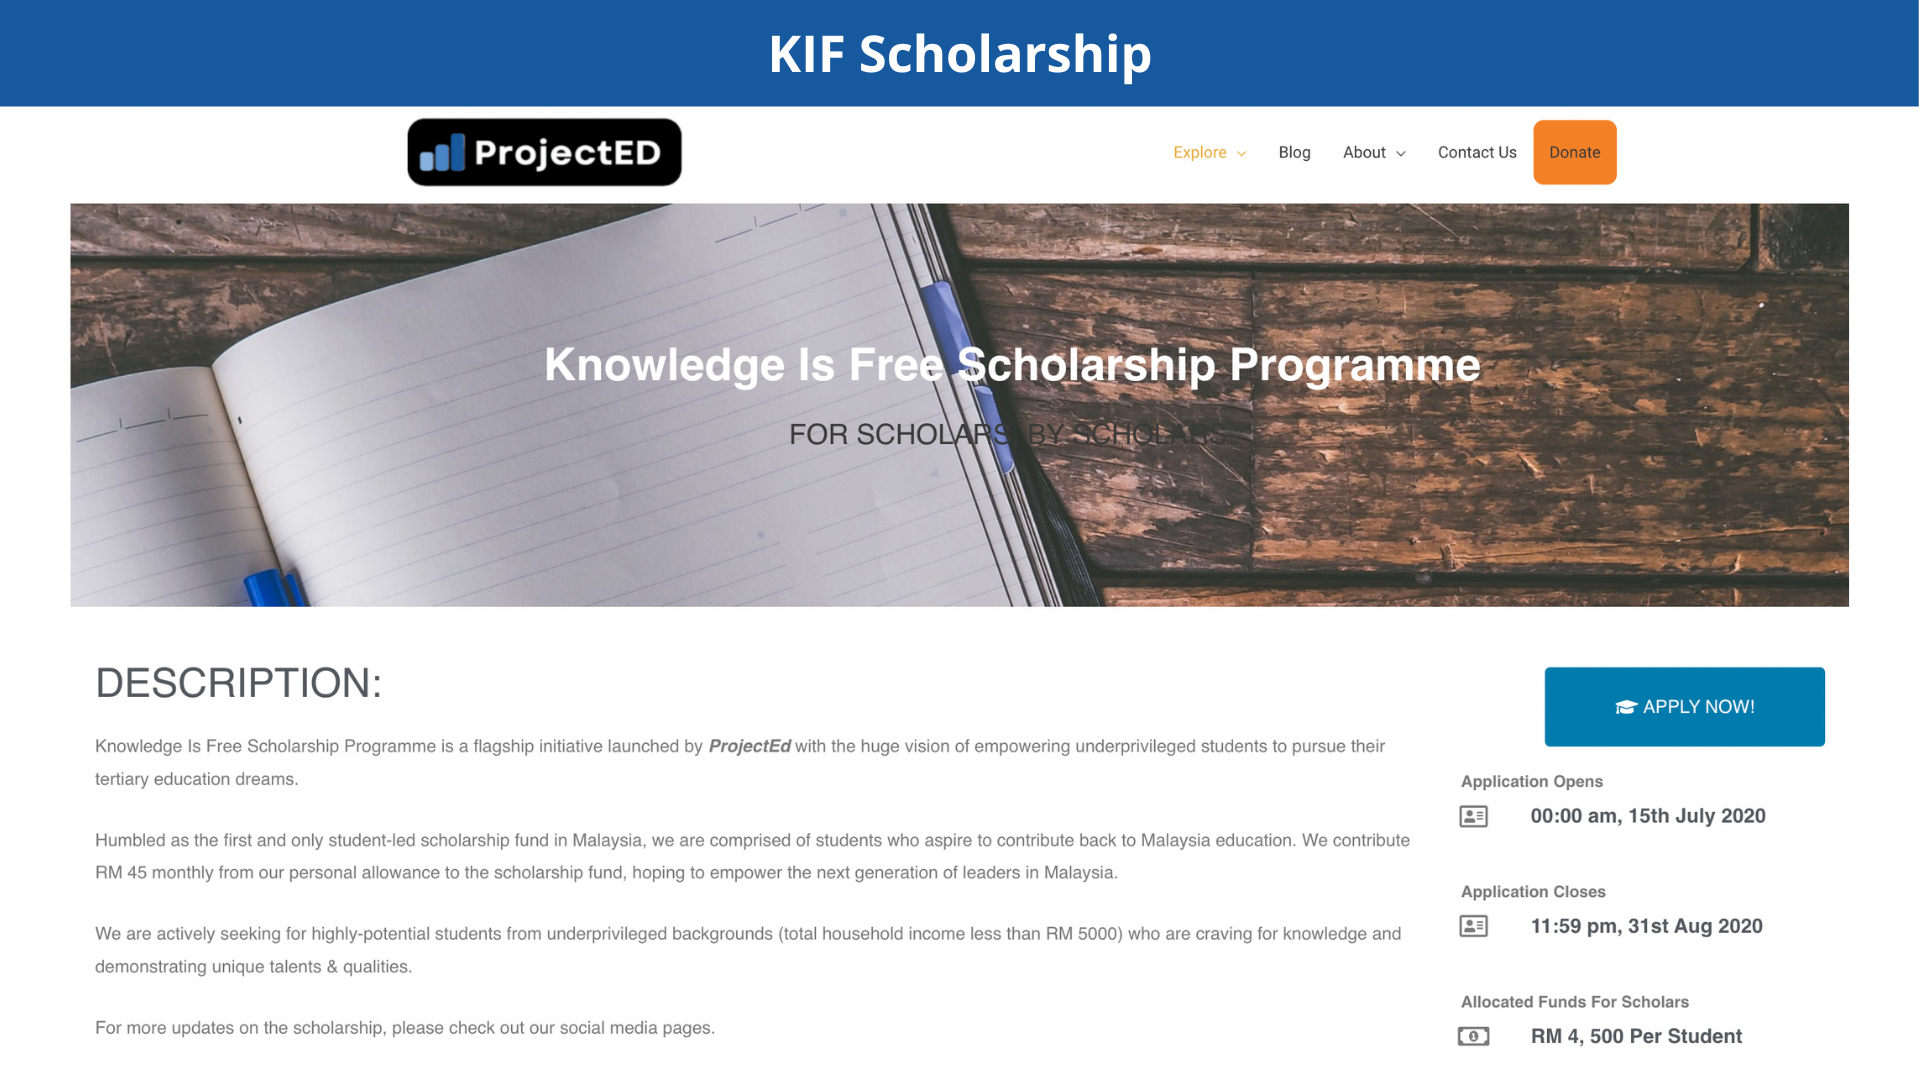 KIF Scholarship
ProjectED
Explore Blog About Contact Us Donate
Knowledge Is Free Scholarship Programme
FOR SCHOLARS, BY SCHOLARS
DESCRIPTION:
Knowledge Is Free Scholarship Programme is a flagship initiative launched by ProjectEd with the huge vision of empowering underprivileged students to pursue their
tertiary education dreams.
Humbled as the first and only student-led scholarship fund in Malaysia, we are comprised of students who aspire to contribute back to Malaysia education. We contribute
RM 45 monthly from our personal allowance to the scholarship fund, hoping to empower the next generation of leaders in Malaysia.
We are actively seeking for highly-potential students from underprivileged backgrounds (total household income less than RM 5000) who are craving for knowledge and
demonstrating unique talents & qualities.
For more updates on the scholarship, please check out our social media pages.
APPLY NOW!
Application Opens
00:00 am, 15th July 2020
Application Closes
11:59 pm, 31st Aug 2020
Allocated Funds For Scholars
RM 4, 500 Per Student